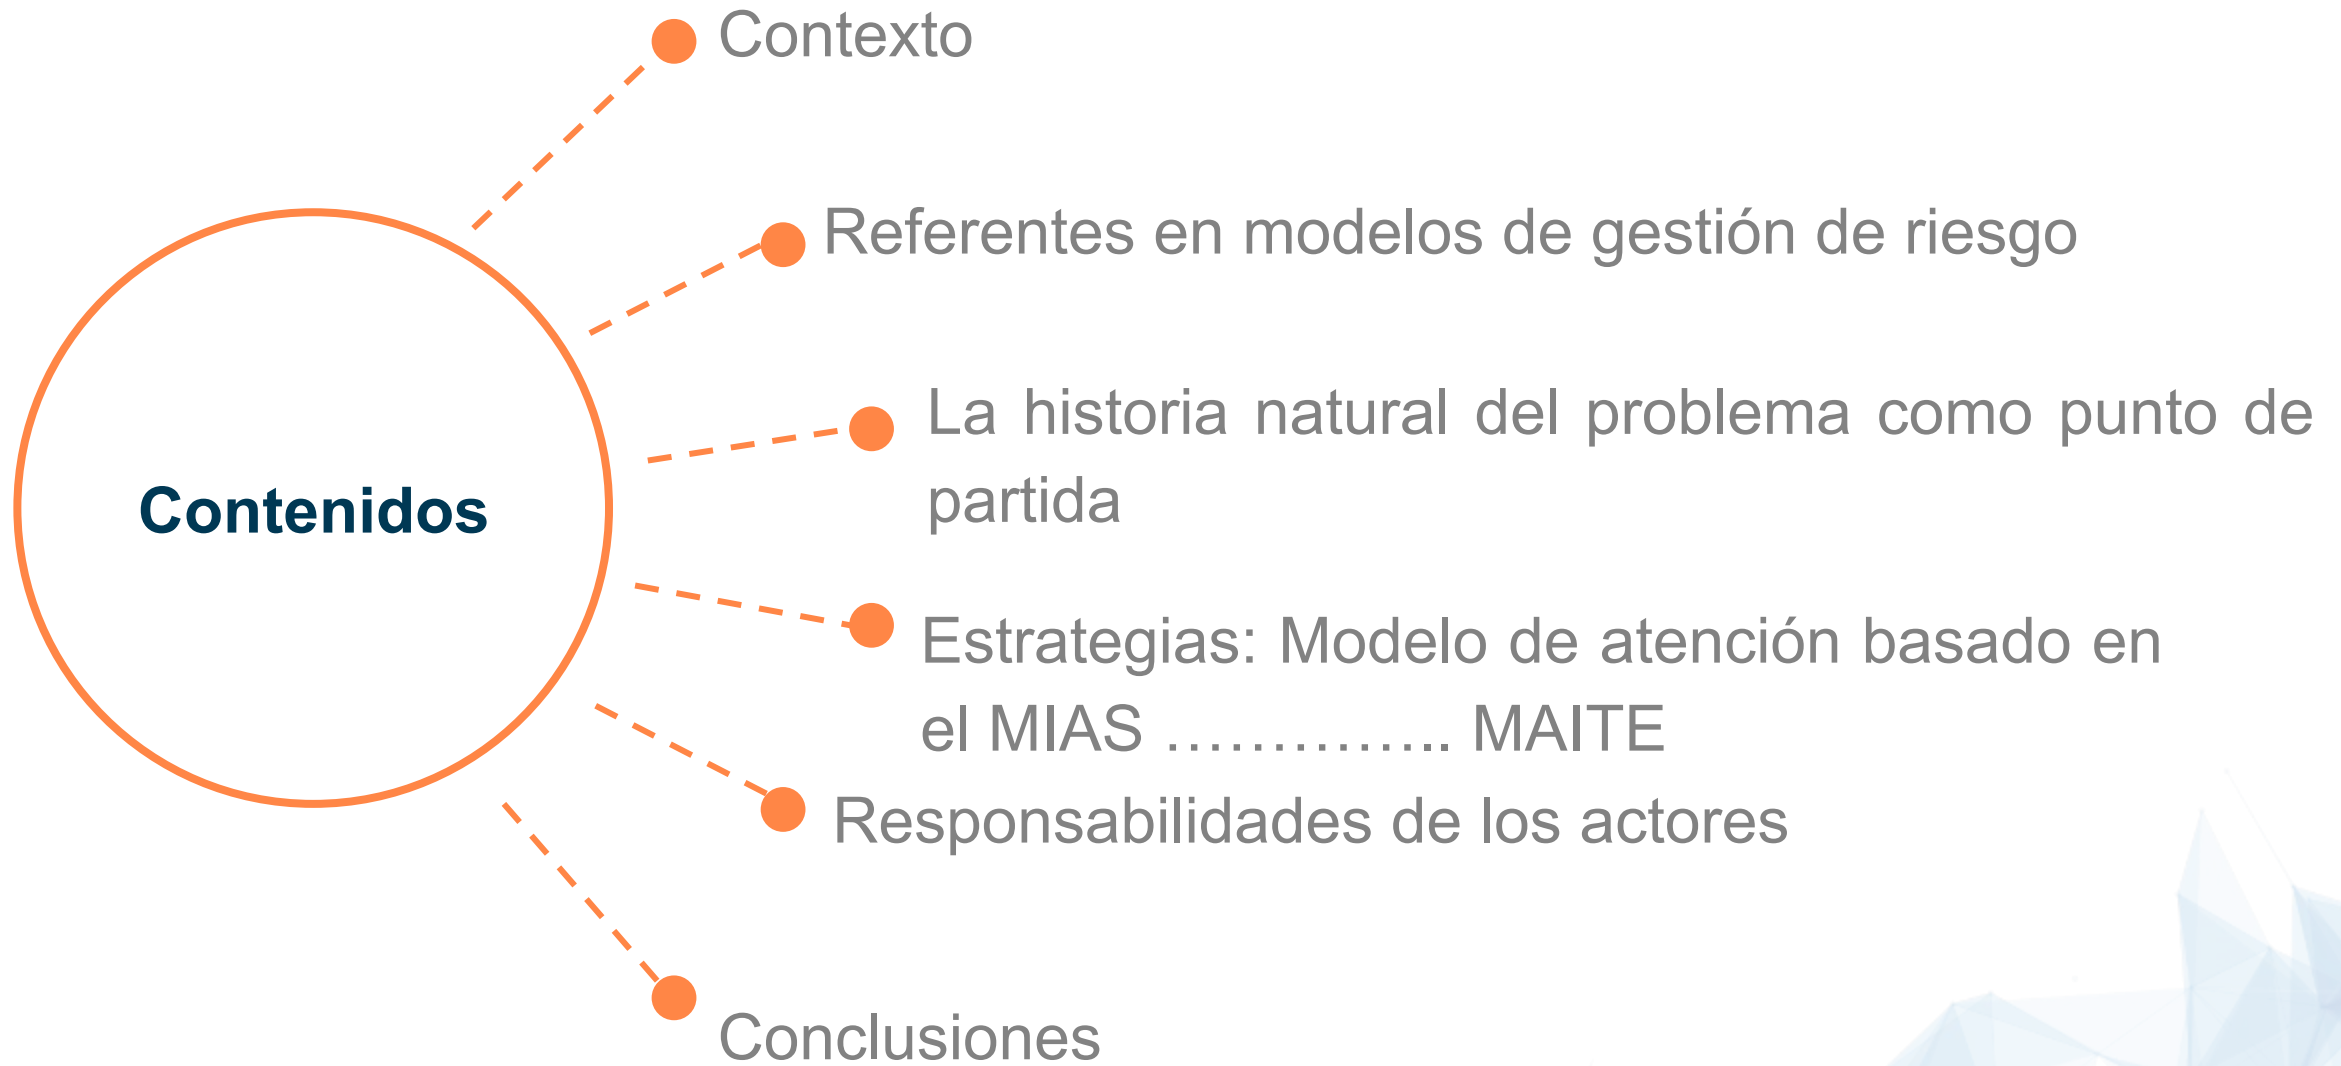 Contexto
Referentes en modelos de gestión de riesgo
La historia natural del problema como punto de
partida
Contenidos
Estrategias: Modelo de atención basado en
el MIAS ………….. MAITE
Responsabilidades de los actores
Conclusiones